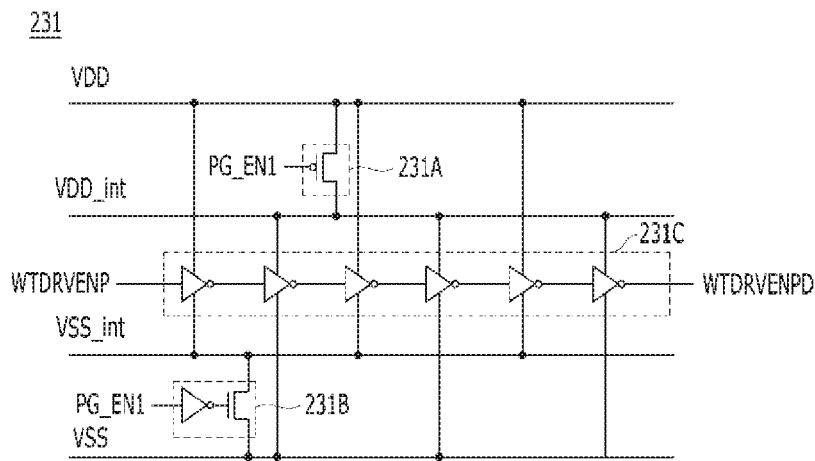 231
VDD
PG_EN1
231A
VDD_int
231C
WTDRVENP
WTDRVENPD
VSS_int
PG_EN1
231B
VSS